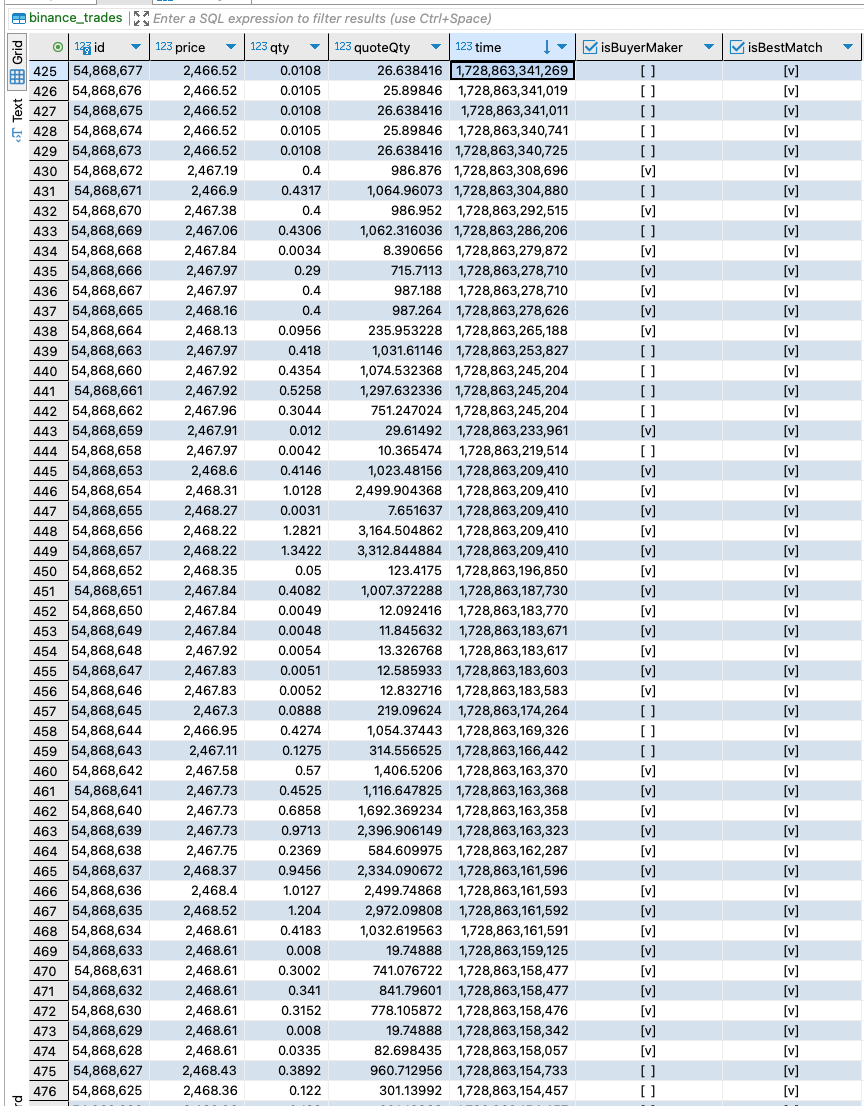 binance_trades Enter a SQL expression to filter results (use Ctrl+Space)
Grid
Text
123 id 123 price 123 qty 123 quoteQty 123 time isBuyerMaker isBestMatch
425 54,868,677 2,466.52 0.0108 26.638416 1,728,863,341,269 [ ] [v]
426 54,868,676 2,466.52 0.0105 25.89846 1,728,863,341,019 [ ] [v]
427 54,868,675 2,466.52 0.0108 26.638416 1,728,863,341,011 [ ] [v]
428 54,868,674 2,466.52 0.0105 25.89846 1,728,863,340,741 [ ] [v]
429 54,868,673 2,466.52 0.0108 26.638416 1,728,863,340,725 [ ] [v]
430 54,868,672 2,467.19 0.4 986.876 1,728,863,308,696 [v] [v]
431 54,868,671 2,466.9 0.4317 1,064.96073 1,728,863,304,880 [ ] [v]
432 54,868,670 2,467.38 0.4 986.952 1,728,863,292,515 [v] [v]
433 54,868,669 2,467.06 0.4306 1,062.316036 1,728,863,286,206 [ ] [v]
434 54,868,668 2,467.84 0.0034 8.390656 1,728,863,279,872 [v] [v]
435 54,868,666 2,467.97 0.29 715.7113 1,728,863,278,710 [v] [v]
436 54,868,667 2,467.97 0.4 987.188 1,728,863,278,710 [v] [v]
437 54,868,665 2,468.16 0.4 987.264 1,728,863,278,626 [v] [v]
438 54,868,664 2,468.13 0.0956 235.953228 1,728,863,265,188 [v] [v]
439 54,868,663 2,467.97 0.418 1,031.61146 1,728,863,253,827 [ ] [v]
440 54,868,660 2,467.92 0.4354 1,074.532368 1,728,863,245,204 [ ] [v]
441 54,868,661 2,467.92 0.5258 1,297.632336 1,728,863,245,204 [ ] [v]
442 54,868,662 2,467.96 0.3044 751.247024 1,728,863,245,204 [ ] [v]
443 54,868,659 2,467.91 0.012 29.61492 1,728,863,233,961 [v] [v]
444 54,868,658 2,467.97 0.0042 10.365474 1,728,863,219,514 [ ] [v]
445 54,868,653 2,468.6 0.4146 1,023.48156 1,728,863,209,410 [v] [v]
446 54,868,654 2,468.31 1.0128 2,499.904368 1,728,863,209,410 [v] [v]
447 54,868,655 2,468.27 0.0031 7.651637 1,728,863,209,410 [v] [v]
448 54,868,656 2,468.22 1.2821 3,164.504862 1,728,863,209,410 [v] [v]
449 54,868,657 2,468.22 1.3422 3,312.844884 1,728,863,209,410 [v] [v]
450 54,868,652 2,468.35 0.05 123.4175 1,728,863,196,850 [v] [v]
451 54,868,651 2,467.84 0.4082 1,007.372288 1,728,863,187,730 [v] [v]
452 54,868,650 2,467.84 0.0049 12.092416 1,728,863,183,770 [v] [v]
453 54,868,649 2,467.84 0.0048 11.845632 1,728,863,183,671 [v] [v]
454 54,868,648 2,467.92 0.0054 13.326768 1,728,863,183,617 [v] [v]
455 54,868,647 2,467.83 0.0051 12.585933 1,728,863,183,603 [v] [v]
456 54,868,646 2,467.83 0.0052 12.832716 1,728,863,183,583 [v] [v]
457 54,868,645 2,467.3 0.0888 219.09624 1,728,863,174,264 [ ] [v]
458 54,868,644 2,466.95 0.4274 1,054.37443 1,728,863,169,326 [ ] [v]
459 54,868,643 2,467.11 0.1275 314.556525 1,728,863,166,442 [ ] [v]
460 54,868,642 2,467.58 0.57 1,406.5206 1,728,863,163,370 [v] [v]
461 54,868,641 2,467.73 0.4525 1,116.647825 1,728,863,163,368 [v] [v]
462 54,868,640 2,467.73 0.6858 1,692.369234 1,728,863,163,358 [v] [v]
463 54,868,639 2,467.73 0.9713 2,396.906149 1,728,863,163,323 [v] [v]
464 54,868,638 2,467.75 0.2369 584.609975 1,728,863,162,287 [v] [v]
465 54,868,637 2,468.37 0.9456 2,334.090672 1,728,863,161,596 [v] [v]
466 54,868,636 2,468.4 1.0127 2,499.74868 1,728,863,161,593 [v] [v]
467 54,868,635 2,468.52 1.204 2,972.09808 1,728,863,161,592 [v] [v]
468 54,868,634 2,468.61 0.4183 1,032.619563 1,728,863,161,591 [v] [v]
469 54,868,633 2,468.61 0.008 19.74888 1,728,863,159,125 [v] [v]
470 54,868,631 2,468.61 0.3002 741.076722 1,728,863,158,477 [v] [v]
471 54,868,632 2,468.61 0.341 841.79601 1,728,863,158,477 [v] [v]
472 54,868,630 2,468.61 0.3152 778.105872 1,728,863,158,476 [v] [v]
473 54,868,629 2,468.61 0.008 19.74888 1,728,863,158,342 [v] [v]
474 54,868,628 2,468.61 0.0335 82.698435 1,728,863,158,057 [v] [v]
475 54,868,627 2,468.43 0.3892 960.712956 1,728,863,154,733 [ ] [v]
476 54,868,625 2,468.36 0.122 301.13992 1,728,863,154,457 [ ] [v]